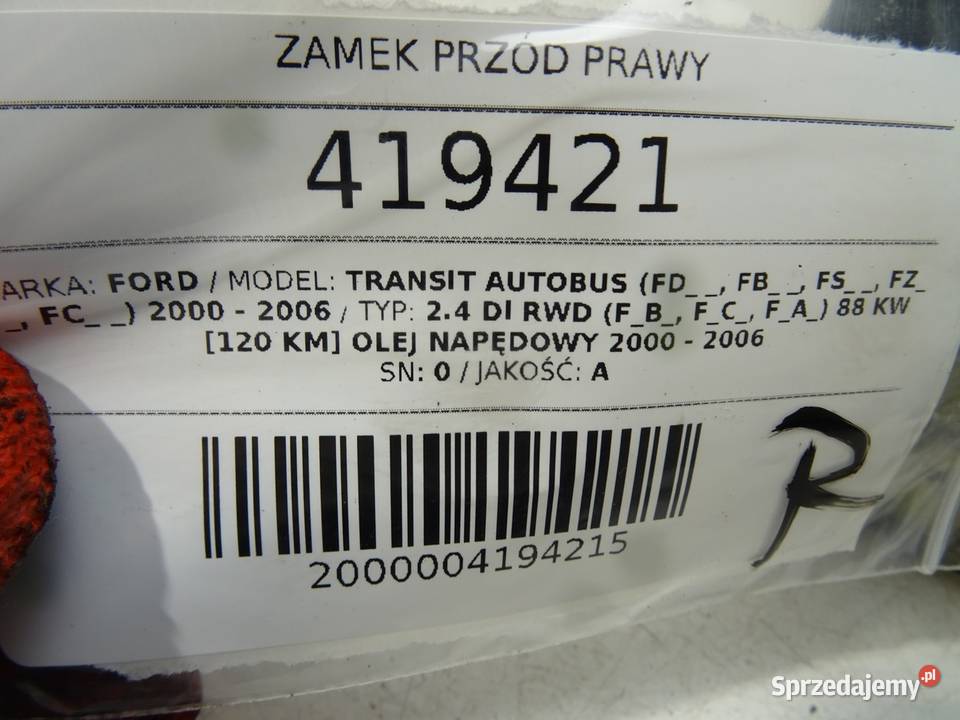 ZAMEK PRZOD PRAWY
419421
ARKA: FORD / MODEL: TRANSIT AUTOBUS (FD_ _, FB_ _, FS_ _, FZ_
_, FC_ _) 2000 - 2006 / TYP: 2.4 DI RWD (F_B_, F_C_, F_A_) 88 KW
[120 KM] OLEJ NAPĘDOWY 2000 - 2006
SN: 0 / JAKOŚĆ: A
2000004194215
P
Sprzedajemy.pl